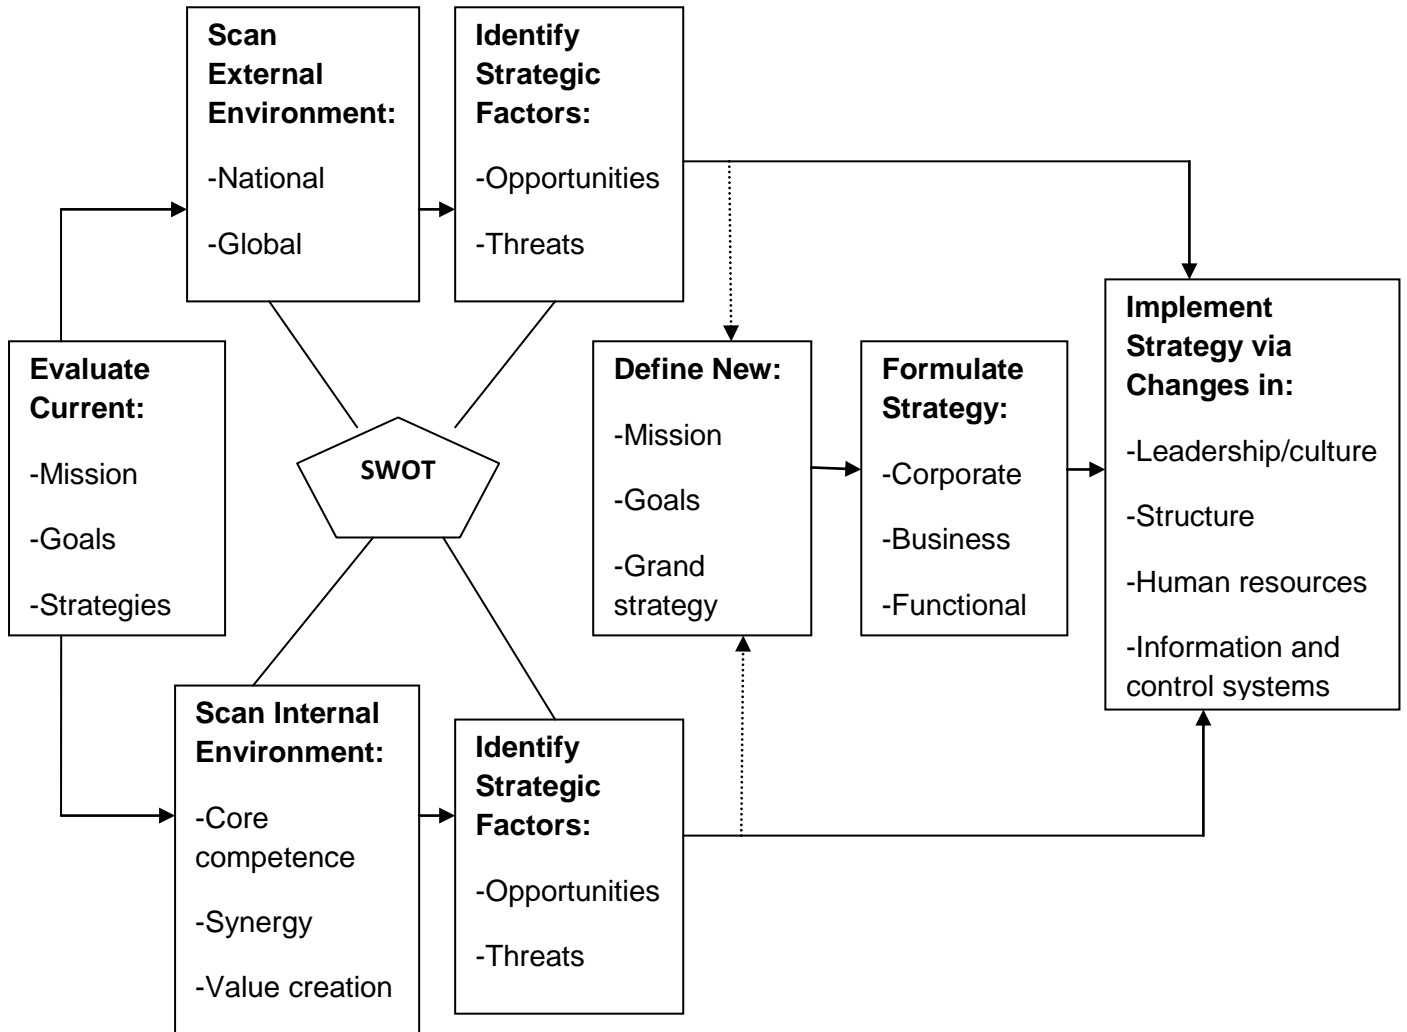 Scan
External
Environment:
-National
-Global
Identify
Strategic
Factors:
-Opportunities
-Threats
Evaluate
Current:
-Mission
-Goals
-Strategies
SWOT
Define New:
-Mission
-Goals
-Grand
strategy
Formulate
Strategy:
-Corporate
-Business
-Functional
Implement
Strategy via
Changes in:
-Leadership/culture
-Structure
-Human resources
-Information and
control systems
Scan Internal
Environment:
-Core
competence
-Synergy
-Value creation
Identify
Strategic
Factors:
-Opportunities
-Threats